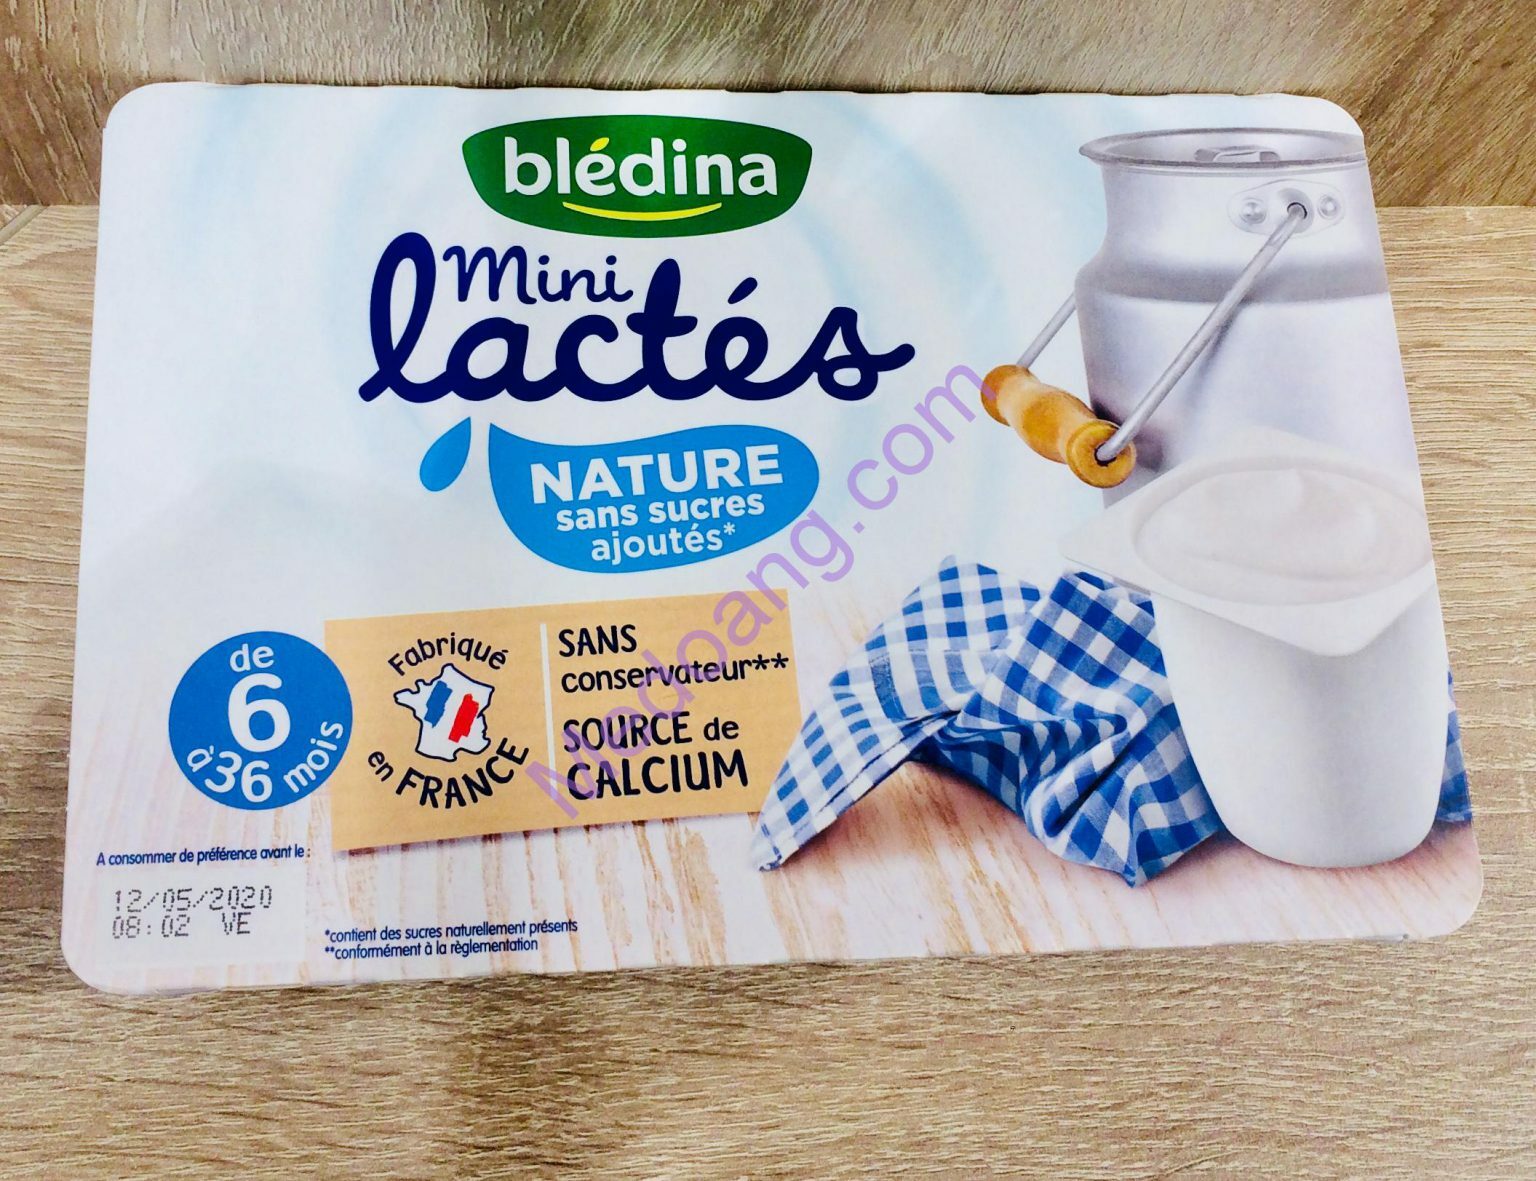 blédina
Mini
lactés
NATURE
sans sucres
ajoutés*
de
6
à 36 mois
Fabriqué
en FRANCE
SANS
conservateur**
SOURCE de
CALCIUM
A consommer de préférence avant le :
12/05/2020
08:02 VE
*contient des sucres naturellement présents
**conformément à la règlementation